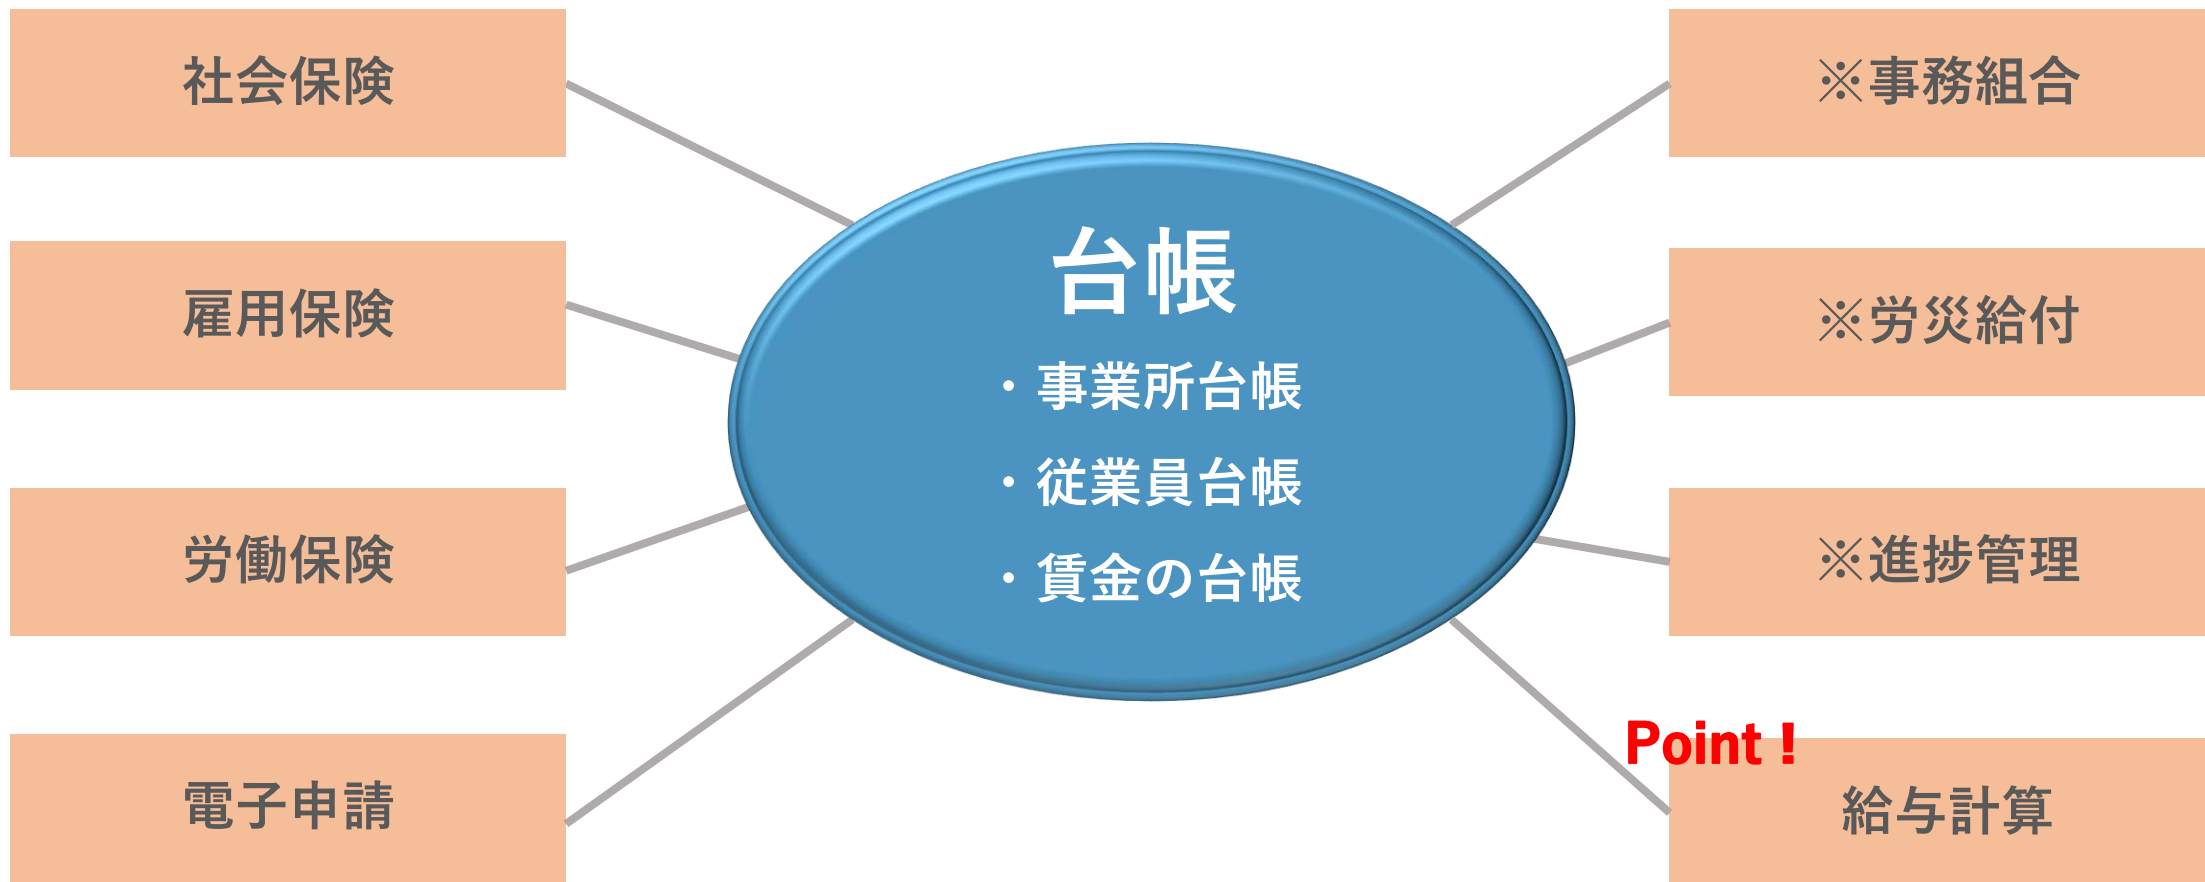 社会保険
雇用保険
労働保険
電子申請
台帳
・事業所台帳
・従業員台帳
・賃金の台帳
※事務組合
※労災給付
※進捗管理
Point！
給与計算